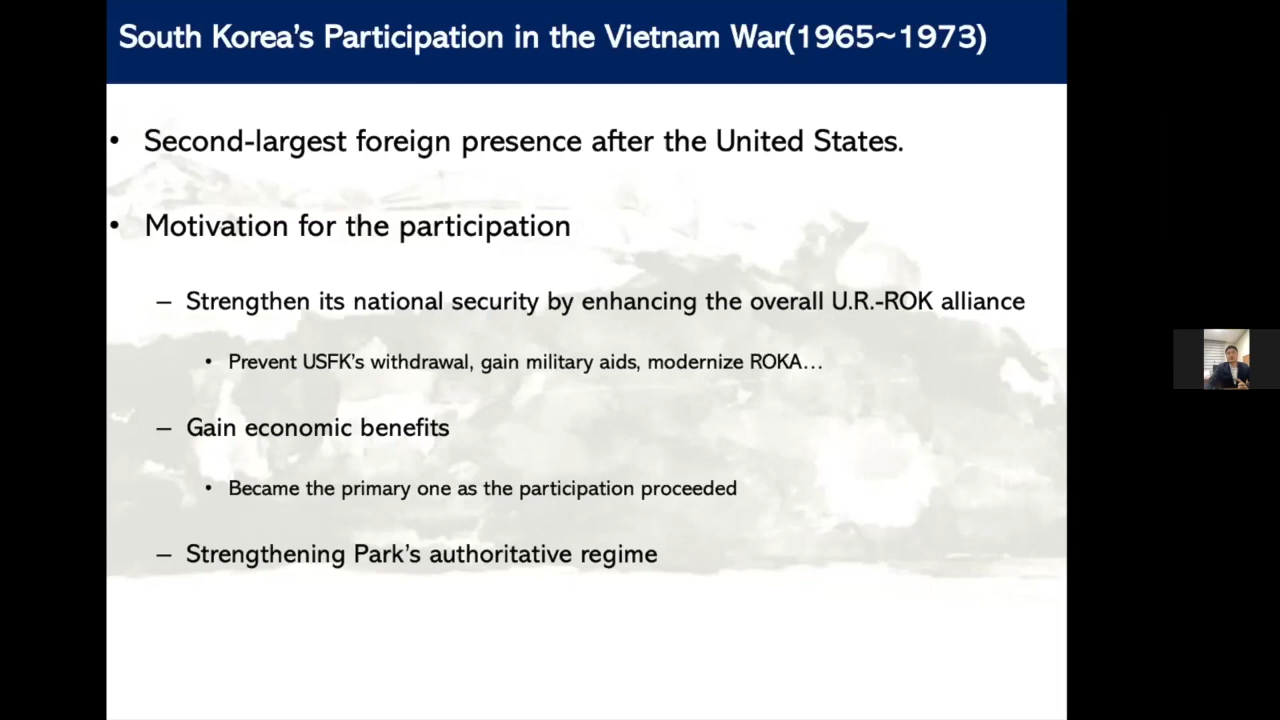 South Korea’s Participation in the Vietnam War(1965~1973)
• Second-largest foreign presence after the United States.
• Motivation for the participation
– Strengthen its national security by enhancing the overall U.R.-ROK alliance
• Prevent USFK’s withdrawal, gain military aids, modernize ROKA…
– Gain economic benefits
• Became the primary one as the participation proceeded
– Strengthening Park’s authoritative regime